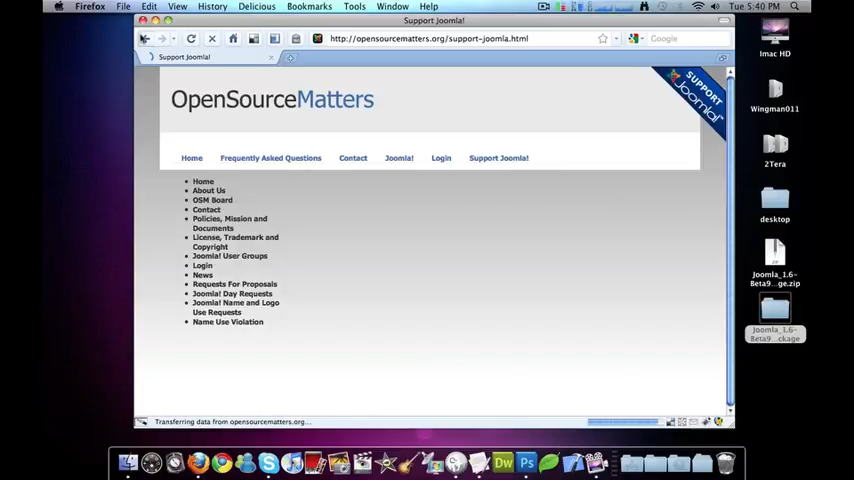 Firefox File Edit View History Delicious Bookmarks Tools Window Help
Tue 5:40 PM
Support Joomla!
http://opensourcematters.org/support-joomla.html
Google
Support Joomla!
OpenSourceMatters
SUPPORT
Joomla!
Home Frequently Asked Questions Contact Joomla! Login Support Joomla!
Home
About Us
OSM Board
Contact
Policies, Mission and
Documents
License, Trademark and
Copyright
Joomla! User Groups
Login
News
Requests For Proposals
Joomla! Day Requests
Joomla! Name and Logo
Use Requests
Name Use Violation
Transferring data from opensourcematters.org...
Imac HD
Wingman011
2Tera
desktop
ZIP
Joomla_1.6-
Beta9...ge.zip
Joomla_1.6-
Beta9...ckage
Dw
Ps